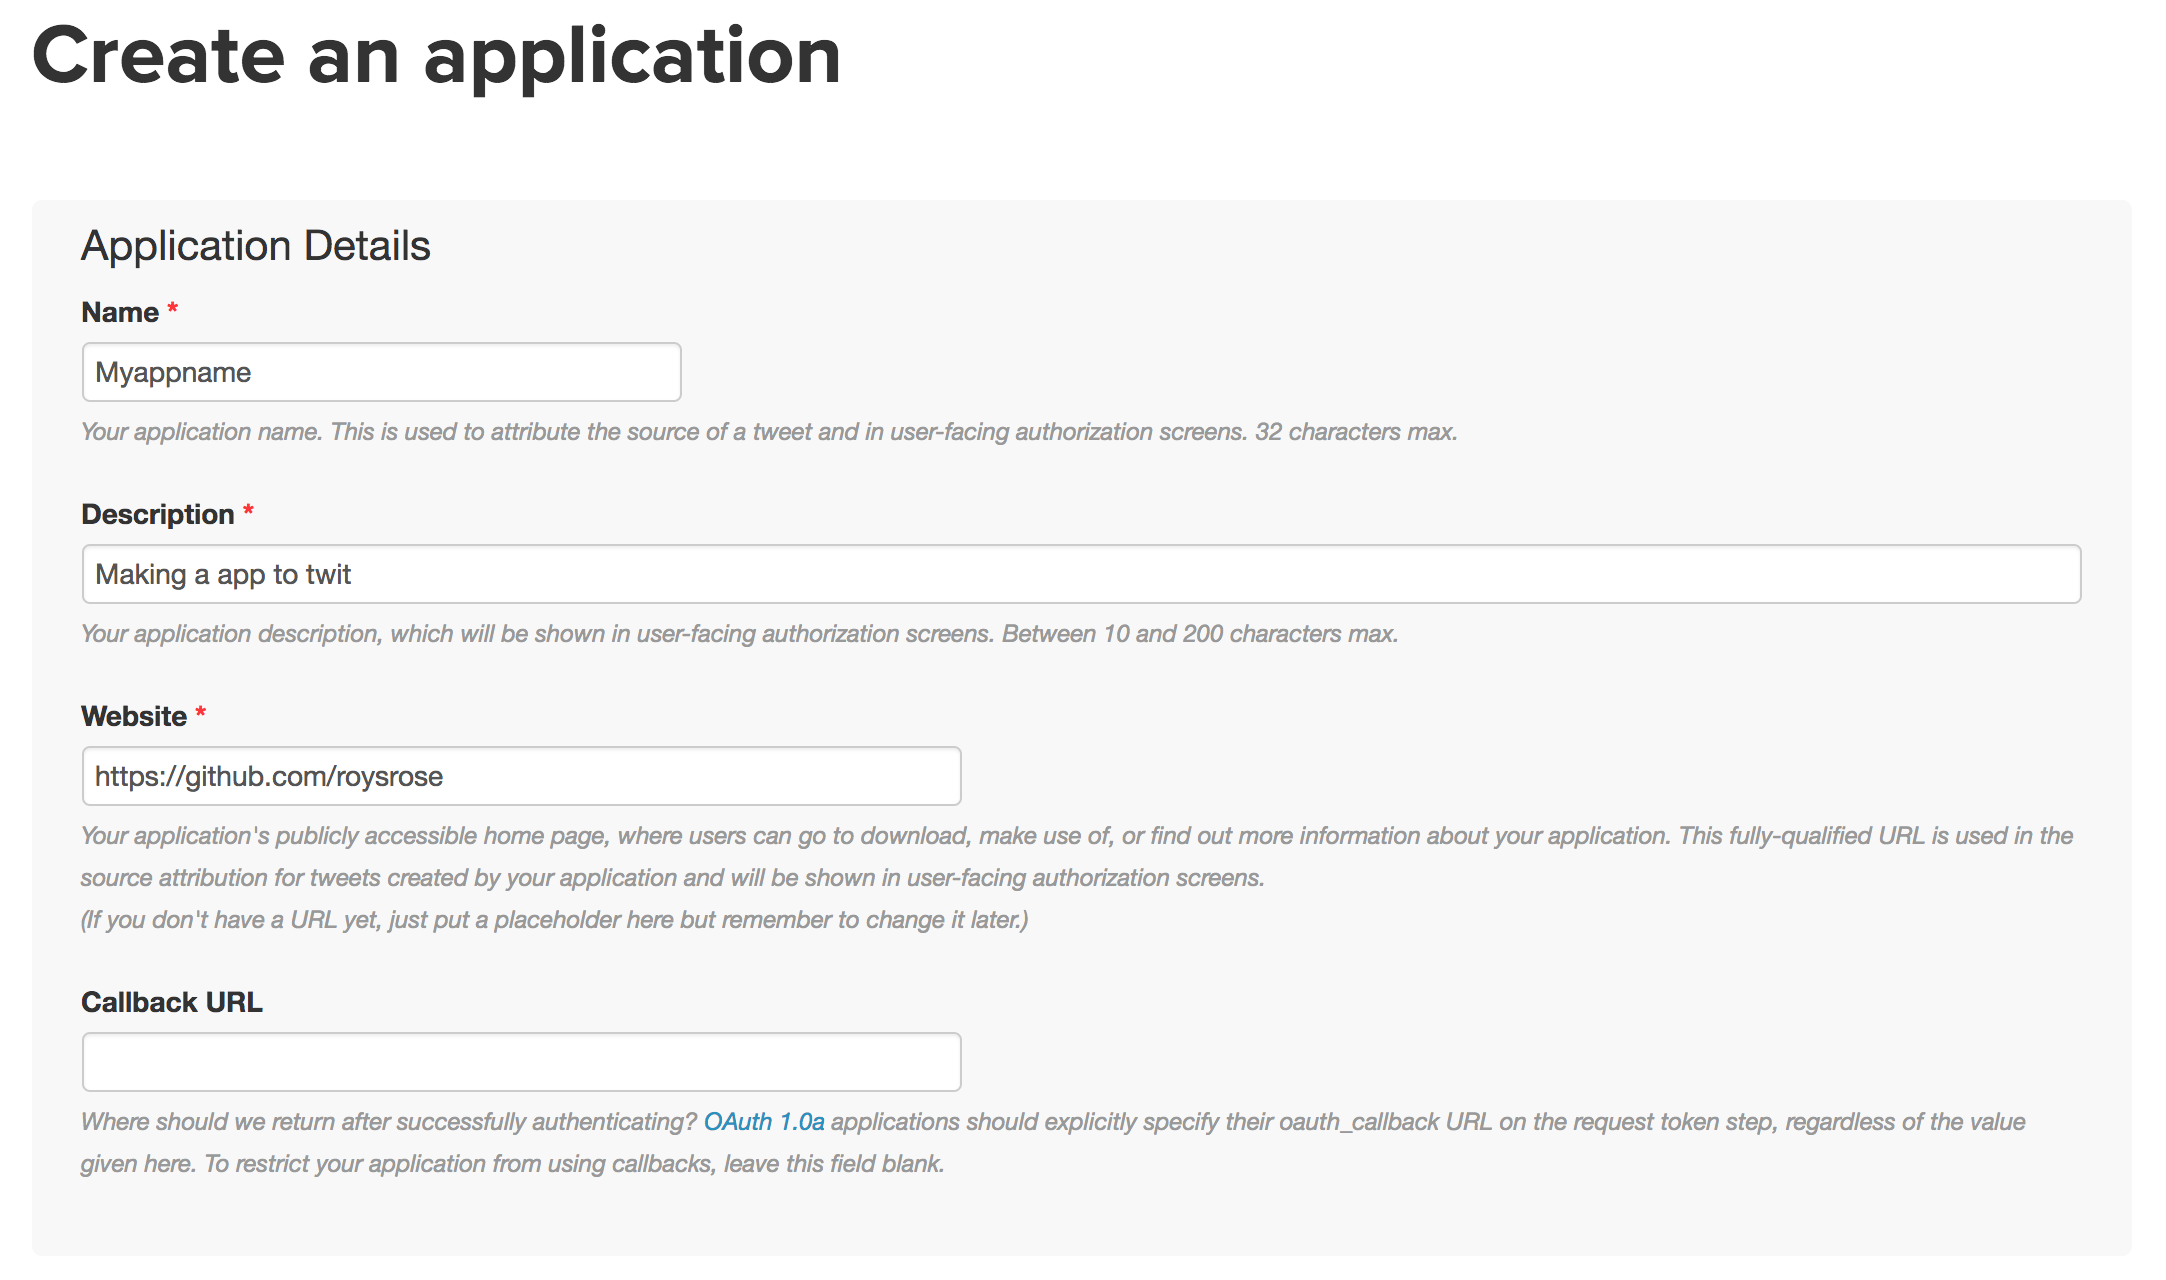 Create an application
Application Details
Name *
Myappname
Your application name. This is used to attribute the source of a tweet and in user-facing authorization screens. 32 characters max.
Description *
Making a app to twit
Your application description, which will be shown in user-facing authorization screens. Between 10 and 200 characters max.
Website *
https://github.com/roysrose
Your application's publicly accessible home page, where users can go to download, make use of, or find out more information about your application. This fully-qualified URL is used in the
source attribution for tweets created by your application and will be shown in user-facing authorization screens.
(If you don't have a URL yet, just put a placeholder here but remember to change it later.)
Callback URL
Where should we return after successfully authenticating? OAuth 1.0a applications should explicitly specify their oauth_callback URL on the request token step, regardless of the value
given here. To restrict your application from using callbacks, leave this field blank.